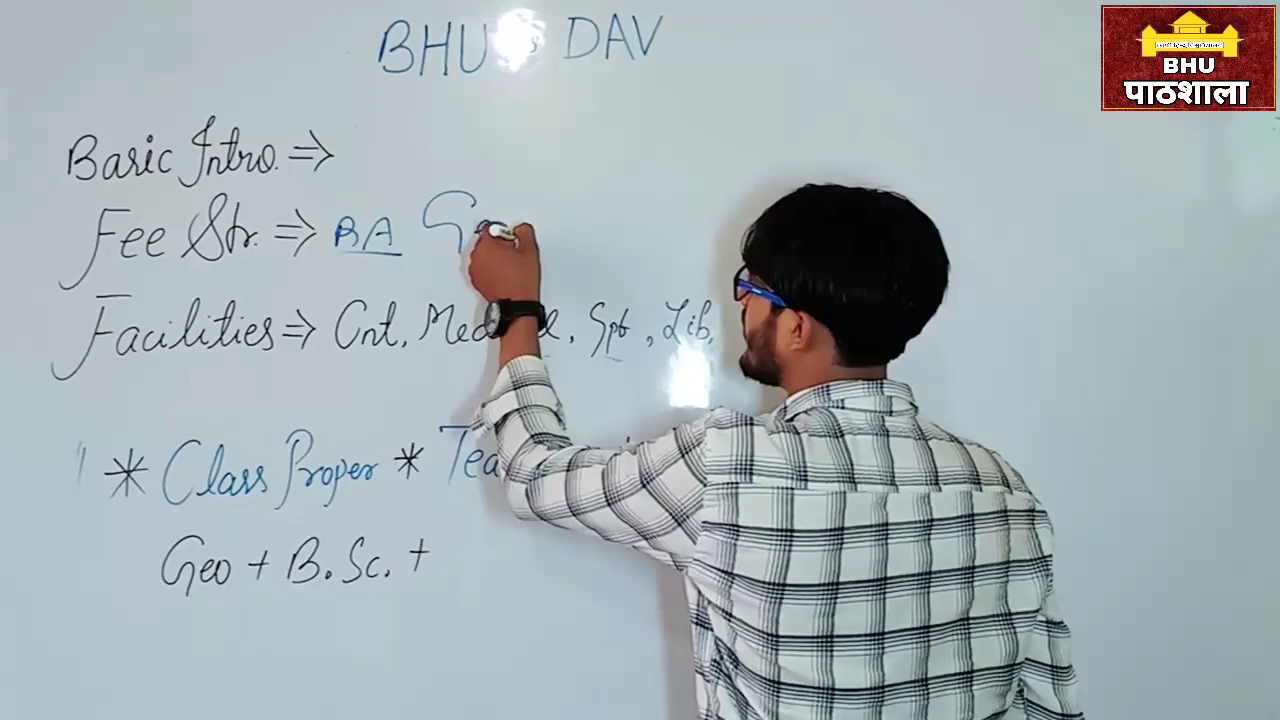 BHU vs DAV
BHU
पाठशाला
Basic Intro. ⇒
Fee Str. ⇒ BA G
Facilities ⇒ Cnt, Med , Spt, Lib,
* Class Proper * Tea
Geo + B.Sc. +